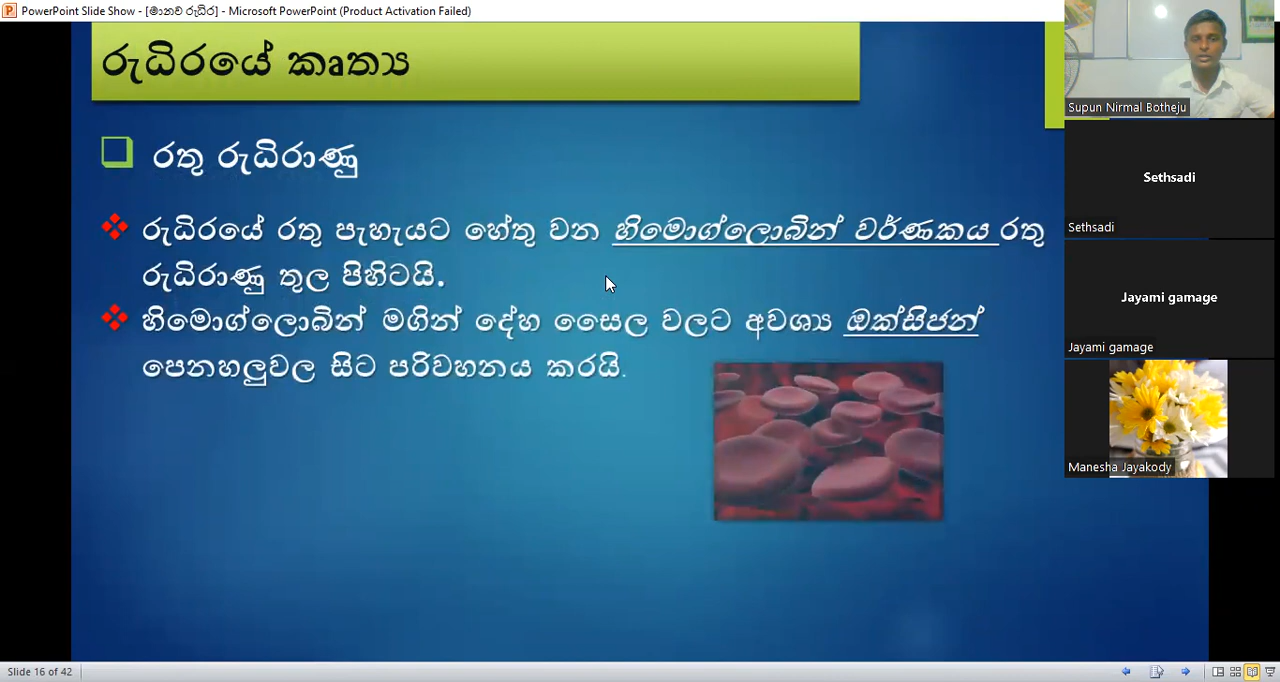 PowerPoint Slide Show - [මානව රුධිර] - Microsoft PowerPoint (Product Activation Failed)
රුධිරයේ කෘත්‍ය
රතු රුධිරාණු
රුධිරයේ රතු පැහැයට හේතු වන හිමොග්ලොබින් වර්ණකය රතු
රුධිරාණු තුල පිහිටයි.
හිමොග්ලොබින් මගින් දේහ සෛල වලට අවශ්‍ය ඔක්සිජන්
පෙනහලුවල සිට පරිවහනය කරයි.
Supun Nirmal Botheju
Sethsadi
Sethsadi
Jayami gamage
Jayami gamage
Manesha Jayakody
Slide 16 of 42